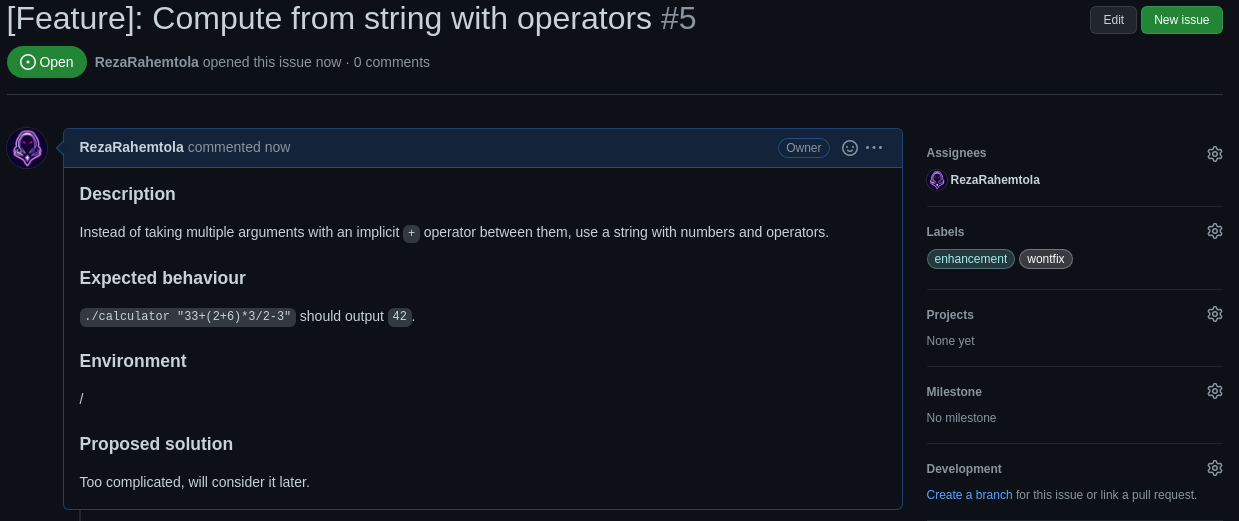 [Feature]: Compute from string with operators #5
Edit
New issue
Open
RezaRahemtola opened this issue now · 0 comments
RezaRahemtola commented now
Owner
Description
Instead of taking multiple arguments with an implicit + operator between them, use a string with numbers and operators.
Expected behaviour
./calculator "33+(2+6)*3/2-3" should output 42.
Environment
/
Proposed solution
Too complicated, will consider it later.
Assignees
RezaRahemtola
Labels
enhancement wontfix
Projects
None yet
Milestone
No milestone
Development
Create a branch for this issue or link a pull request.